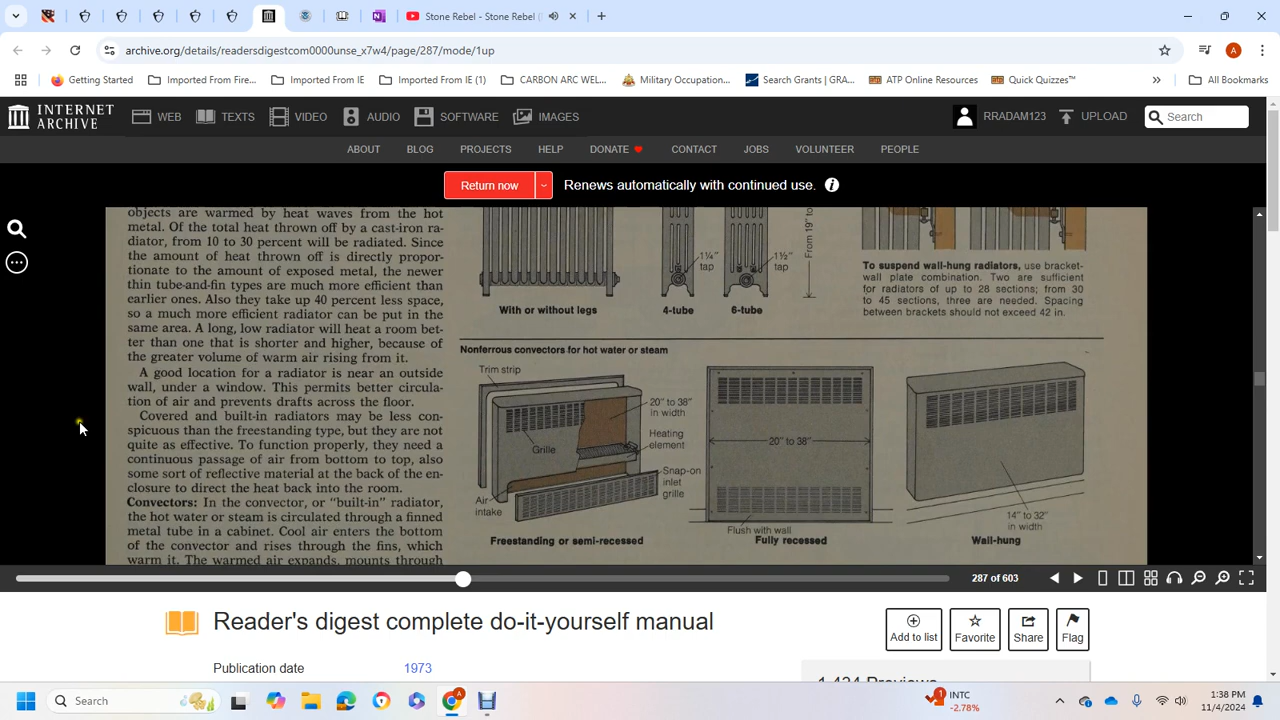 Stone Rebel - Stone Rebel (
archive.org/details/readersdigestcom0000unse_x7w4/page/287/mode/1up
A
Getting Started
Imported From Fire...
Imported From IE
Imported From IE (1)
CARBON ARC WEL...
Military Occupation...
Search Grants | GRA...
ATP Online Resources
Quick Quizzes™
All Bookmarks
INTERNET
ARCHIVE
WEB
TEXTS
VIDEO
AUDIO
SOFTWARE
IMAGES
RRADAM123
UPLOAD
Search
ABOUT
BLOG
PROJECTS
HELP
DONATE
CONTACT
JOBS
VOLUNTEER
PEOPLE
Return now
Renews automatically with continued use.
objects are warmed by heat waves from the hot
metal. Of the total heat thrown off by a cast-iron ra-
diator, from 10 to 30 percent will be radiated. Since
the amount of heat thrown off is directly propor-
tionate to the amount of exposed metal, the newer
thin tube-and-fin types are much more efficient than
earlier ones. Also they take up 40 percent less space,
so a much more efficient radiator can be put in the
same area. A long, low radiator will heat a room bet-
ter than one that is shorter and higher, because of
the greater volume of warm air rising from it.
A good location for a radiator is near an outside
wall, under a window. This permits better circula-
tion of air and prevents drafts across the floor.
Covered and built-in radiators may be less con-
spicuous than the freestanding type, but they are not
quite as effective. To function properly, they need a
continuous passage of air from bottom to top, also
some sort of reflective material at the back of the en-
closure to direct the heat back into the room.
Convectors: In the convector, or "built-in" radiator,
the hot water or steam is circulated through a finned
metal tube in a cabinet. Cool air enters the bottom
of the convector and rises through the fins, which
warm it. The warmed air expands, mounts through
1¼"
tap
1½"
tap
From 19" to
With or without legs
4-tube
6-tube
To suspend wall-hung radiators, use bracket-
wall plate combination. Two are sufficient
for radiators of up to 28 sections; from 30
to 45 sections, three are needed. Spacing
between brackets should not exceed 42 in.
Nonferrous convectors for hot water or steam
Trim strip
20" to 38"
in width
Heating
element
Grille
Snap-on
inlet
grille
Air
intake
Freestanding or semi-recessed
20" to 38"
Flush with wall
Fully recessed
14" to 32"
in width
Wall-hung
287 of 603
Reader's digest complete do-it-yourself manual
Add to list
Favorite
Share
Flag
Publication date
1973
Search
1
INTC
-2.78%
1:38 PM
11/4/2024